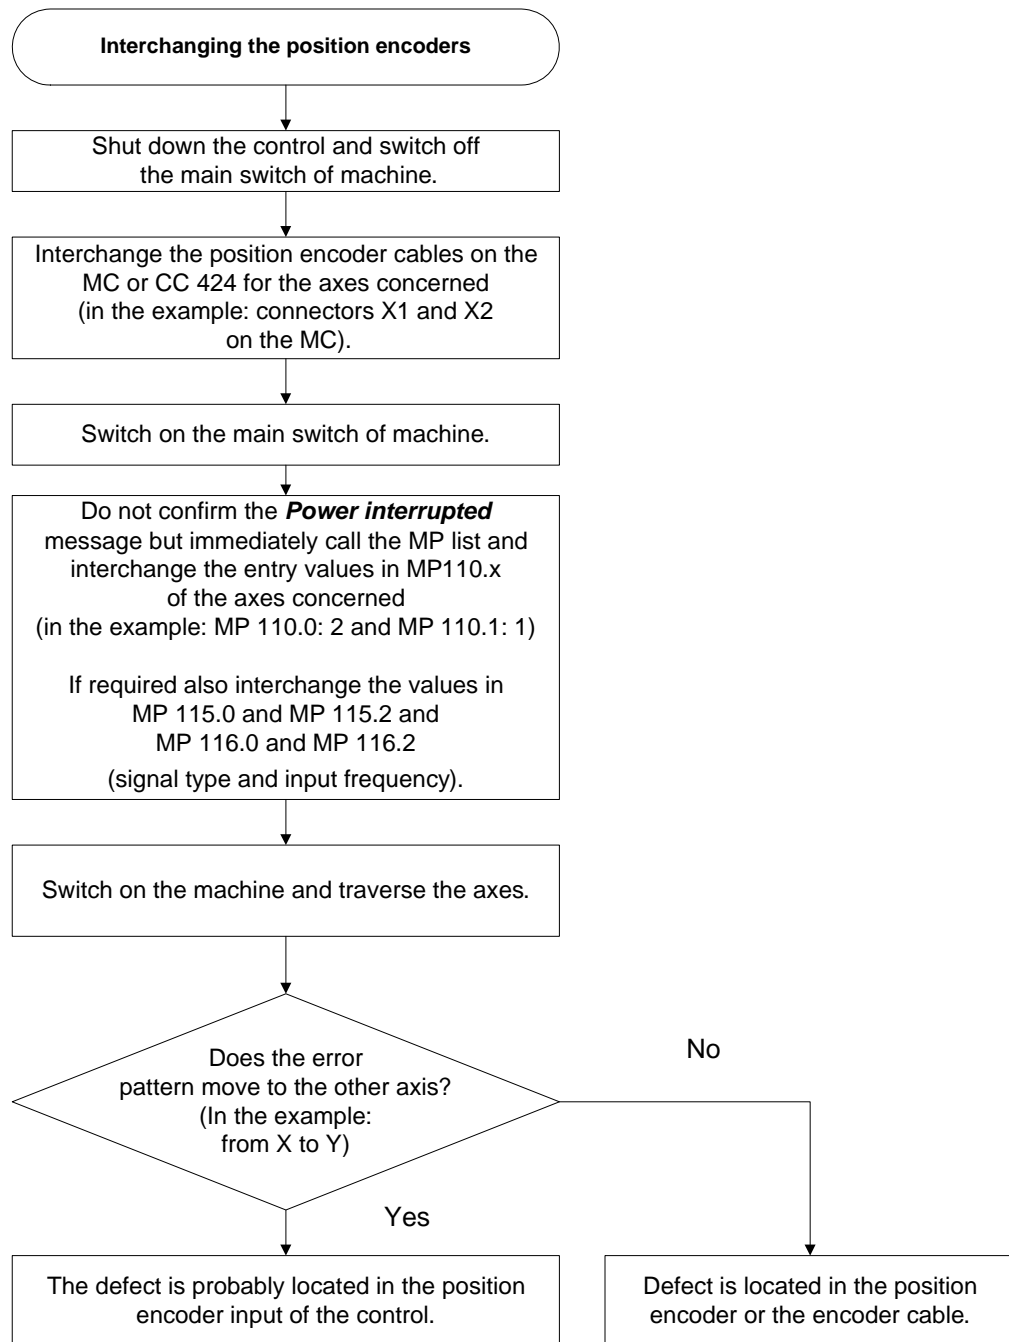 Interchanging the position encoders
Shut down the control and switch off
the main switch of machine.
Interchange the position encoder cables on the
MC or CC 424 for the axes concerned
(in the example: connectors X1 and X2
on the MC).
Switch on the main switch of machine.
Do not confirm the Power interrupted
message but immediately call the MP list and
interchange the entry values in MP110.x
of the axes concerned
(in the example: MP 110.0: 2 and MP 110.1: 1)
If required also interchange the values in
MP 115.0 and MP 115.2 and
MP 116.0 and MP 116.2
(signal type and input frequency).
Switch on the machine and traverse the axes.
Does the error
pattern move to the other axis?
(In the example:
from X to Y)
No
Yes
The defect is probably located in the position
encoder input of the control.
Defect is located in the position
encoder or the encoder cable.